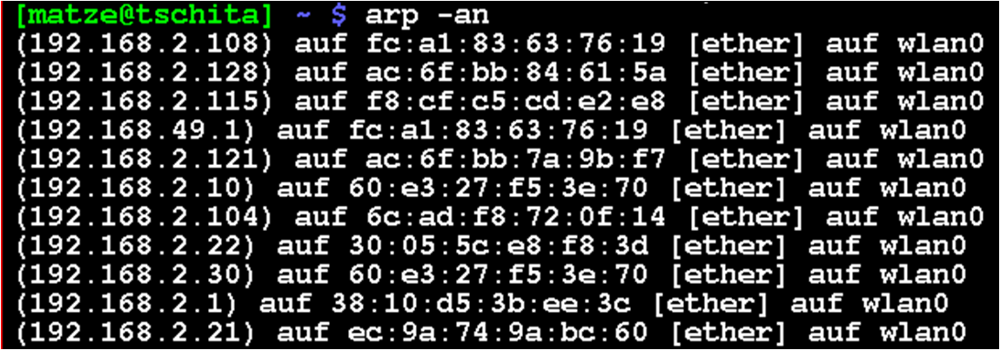 [matze@tschita] ~ $ arp -an
(192.168.2.108) auf fc:a1:83:63:76:19 [ether] auf wlan0
(192.168.2.128) auf ac:6f:bb:84:61:5a [ether] auf wlan0
(192.168.2.115) auf f8:cf:c5:cd:e2:e8 [ether] auf wlan0
(192.168.49.1) auf fc:a1:83:63:76:19 [ether] auf wlan0
(192.168.2.121) auf ac:6f:bb:7a:9b:f7 [ether] auf wlan0
(192.168.2.10) auf 60:e3:27:f5:3e:70 [ether] auf wlan0
(192.168.2.104) auf 6c:ad:f8:72:0f:14 [ether] auf wlan0
(192.168.2.22) auf 30:05:5c:e8:f8:3d [ether] auf wlan0
(192.168.2.30) auf 60:e3:27:f5:3e:70 [ether] auf wlan0
(192.168.2.1) auf 38:10:d5:3b:ee:3c [ether] auf wlan0
(192.168.2.21) auf ec:9a:74:9a:bc:60 [ether] auf wlan0